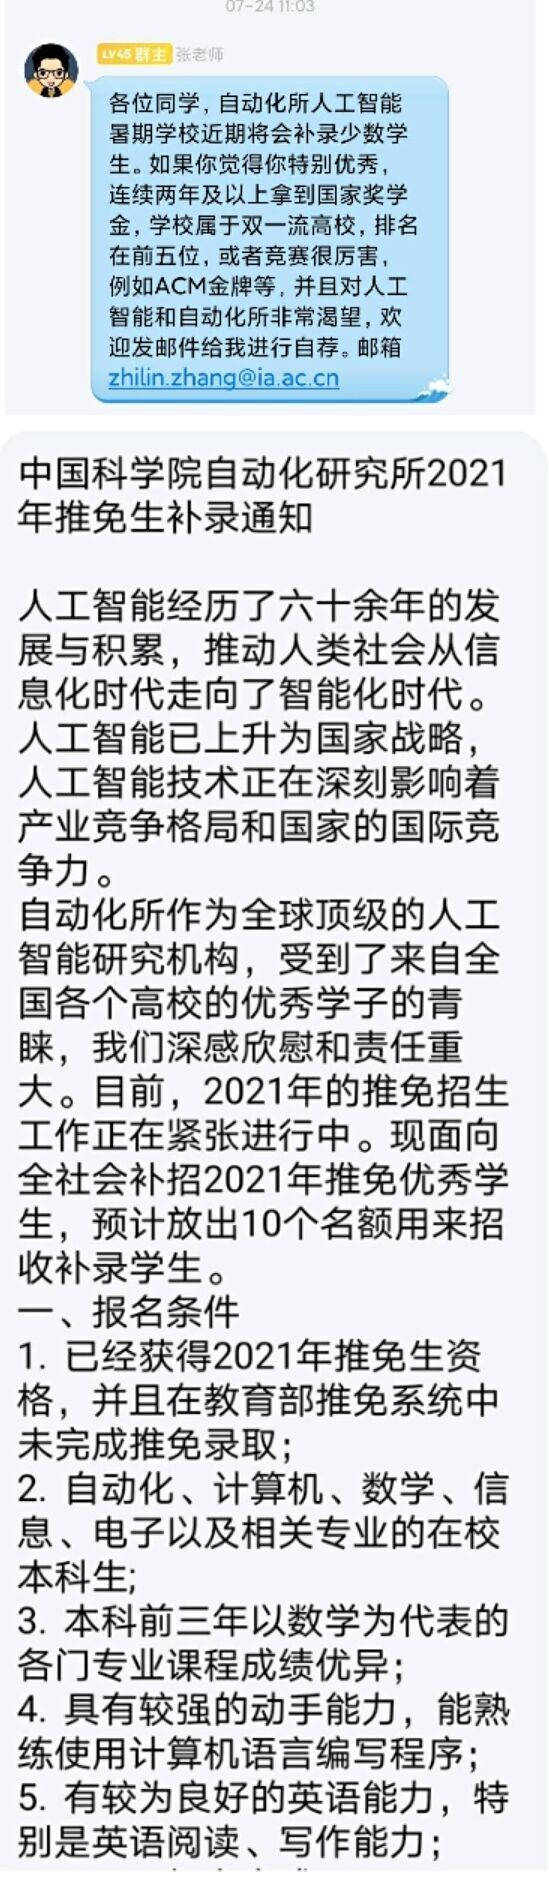 07-24 11:03
LV45 群主 张老师
各位同学，自动化所人工智能
暑期学校近期将会补录少数学
生。如果你觉得你特别优秀，
连续两年及以上拿到国家奖学
金，学校属于双一流高校，排名
在前五位，或者竞赛很厉害，
例如ACM金牌等，并且对人工
智能和自动化所非常渴望，欢
迎发邮件给我进行自荐。邮箱
zhilin.zhang@ia.ac.cn
中国科学院自动化研究所2021
年推免生补录通知
人工智能经历了六十余年的发
展与积累，推动人类社会从信
息化时代走向了智能化时代。
人工智能已上升为国家战略，
人工智能技术正在深刻影响着
产业竞争格局和国家的国际竞
争力。
自动化所作为全球顶级的人工
智能研究机构，受到了来自全
国各个高校的优秀学子的青
睐，我们深感欣慰和责任重
大。目前，2021年的推免招生
工作正在紧张进行中。现面向
全社会补招2021年推免优秀学
生，预计放出10个名额用来招
收补录学生。
一、报名条件
1. 已经获得2021年推免生资
格，并且在教育部推免系统中
未完成推免录取；
2. 自动化、计算机、数学、信
息、电子以及相关专业的在校
本科生;
3. 本科前三年以数学为代表的
各门专业课程成绩优异；
4. 具有较强的动手能力，能熟
练使用计算机语言编写程序；
5. 有较为良好的英语能力，特
别是英语阅读、写作能力；